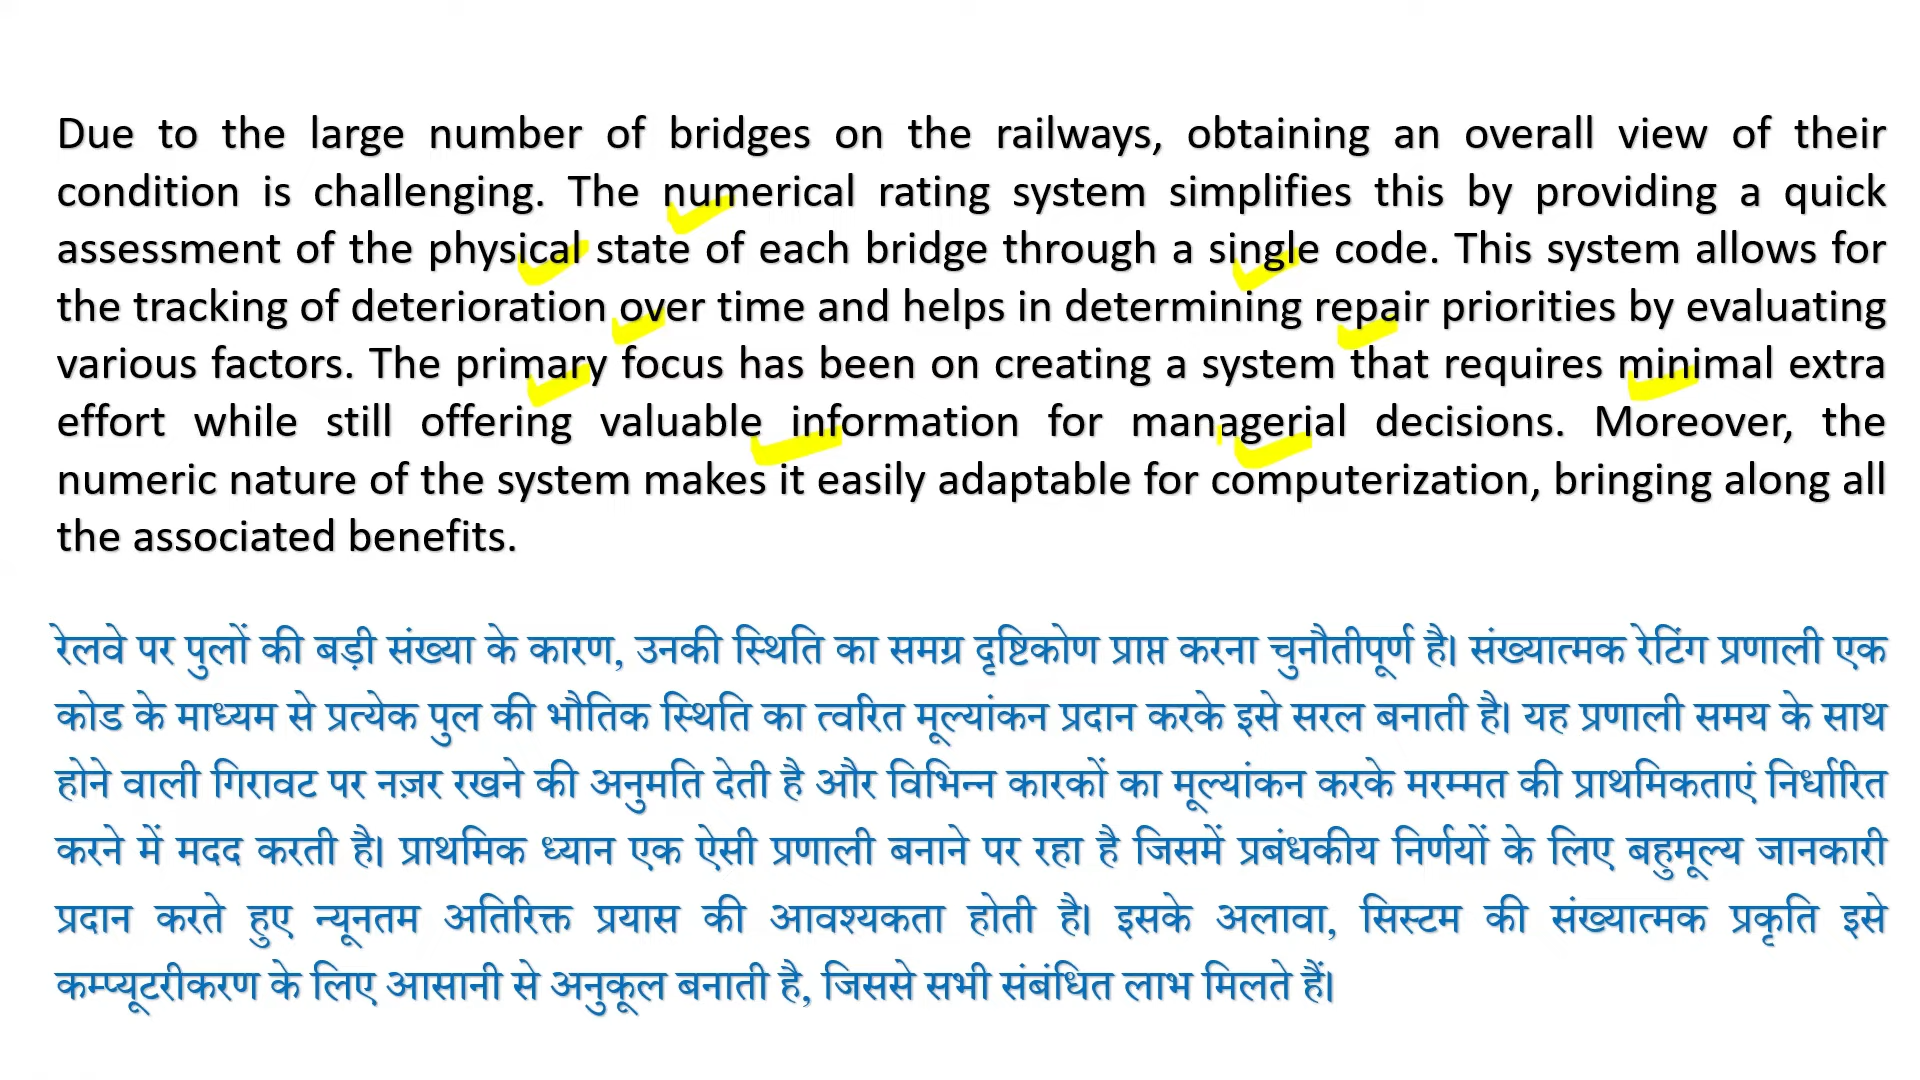 Due to the large number of bridges on the railways, obtaining an overall view of their
condition is challenging. The numerical rating system simplifies this by providing a quick
assessment of the physical state of each bridge through a single code. This system allows for
the tracking of deterioration over time and helps in determining repair priorities by evaluating
various factors. The primary focus has been on creating a system that requires minimal extra
effort while still offering valuable information for managerial decisions. Moreover, the
numeric nature of the system makes it easily adaptable for computerization, bringing along all
the associated benefits.
रेलवे पर पुलों की बड़ी संख्या के कारण, उनकी स्थिति का समग्र दृष्टिकोण प्राप्त करना चुनौतीपूर्ण है। संख्यात्मक रेटिंग प्रणाली एक
कोड के माध्यम से प्रत्येक पुल की भौतिक स्थिति का त्वरित मूल्यांकन प्रदान करके इसे सरल बनाती है। यह प्रणाली समय के साथ
होने वाली गिरावट पर नज़र रखने की अनुमति देती है और विभिन्न कारकों का मूल्यांकन करके मरम्मत की प्राथमिकताएं निर्धारित
करने में मदद करती है। प्राथमिक ध्यान एक ऐसी प्रणाली बनाने पर रहा है जिसमें प्रबंधकीय निर्णयों के लिए बहुमूल्य जानकारी
प्रदान करते हुए न्यूनतम अतिरिक्त प्रयास की आवश्यकता होती है। इसके अलावा, सिस्टम की संख्यात्मक प्रकृति इसे
कम्प्यूटरीकरण के लिए आसानी से अनुकूल बनाती है, जिससे सभी संबंधित लाभ मिलते हैं।